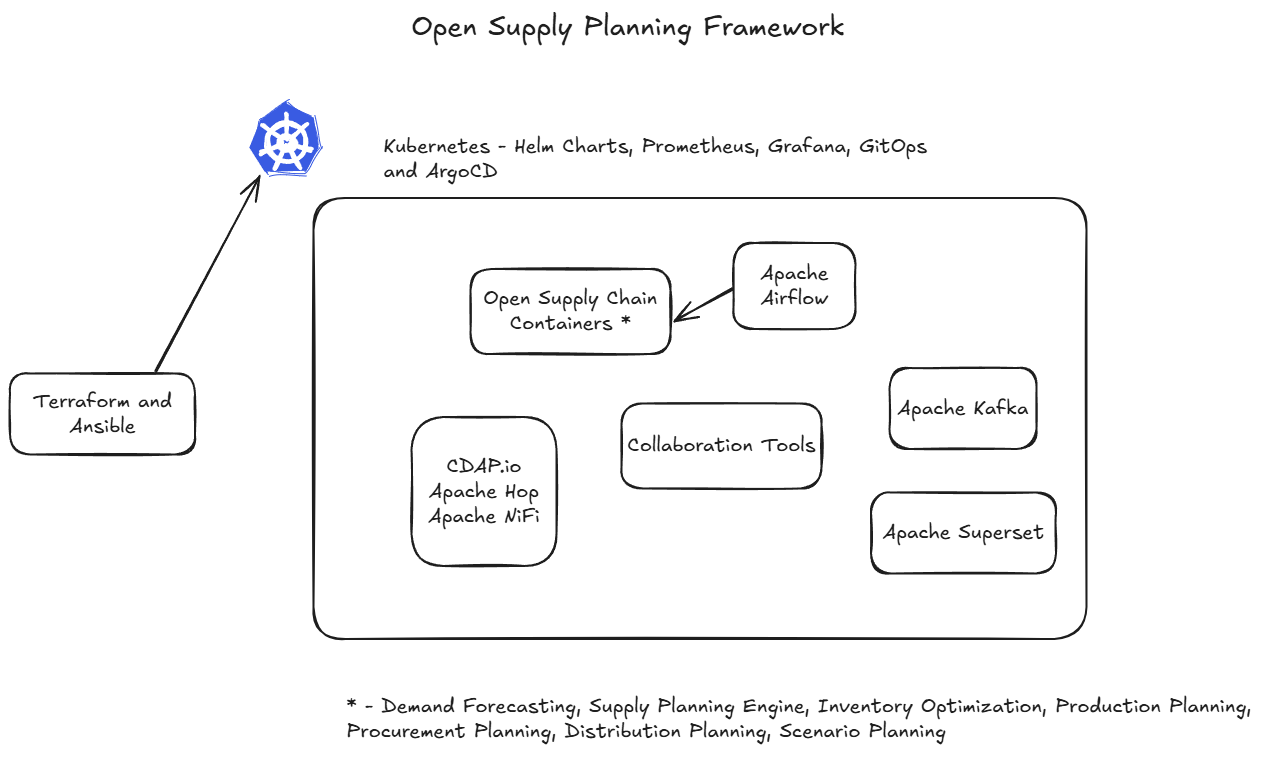 Open Supply Planning Framework
Kubernetes - Helm Charts, Prometheus, Grafana, GitOps
and ArgoCD
Apache
Airflow
Open Supply Chain
Containers *
Terraform and
Ansible
Apache Kafka
Collaboration Tools
CDAP.io
Apache Hop
Apache NiFi
Apache Superset
* - Demand Forecasting, Supply Planning Engine, Inventory Optimization, Production Planning,
Procurement Planning, Distribution Planning, Scenario Planning